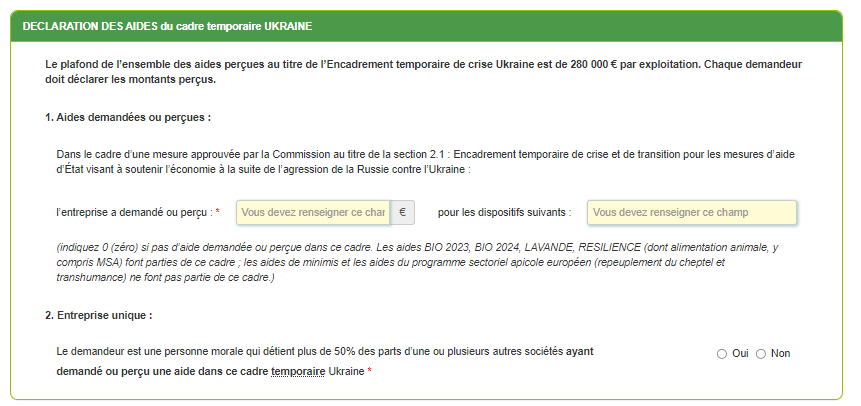 DECLARATION DES AIDES du cadre temporaire UKRAINE
Le plafond de l'ensemble des aides perçues au titre de l'Encadrement temporaire de crise Ukraine est de 280 000 € par exploitation. Chaque demandeur
doit déclarer les montants perçus.
1. Aides demandées ou perçues :
Dans le cadre d'une mesure approuvée par la Commission au titre de la section 2.1 : Encadrement temporaire de crise et de transition pour les mesures d'aide
d'État visant à soutenir l'économie à la suite de l'agression de la Russie contre l'Ukraine :
l'entreprise a demandé ou perçu : * Vous devez renseigner ce char € pour les dispositifs suivants : Vous devez renseigner ce champ
(indiquez 0 (zéro) si pas d'aide demandée ou perçue dans ce cadre. Les aides BIO 2023, BIO 2024, LAVANDE, RESILIENCE (dont alimentation animale, y
compris MSA) font parties de ce cadre ; les aides de minimis et les aides du programme sectoriel apicole européen (repeuplement du cheptel et
transhumance) ne font pas partie de ce cadre.)
2. Entreprise unique :
Le demandeur est une personne morale qui détient plus de 50% des parts d'une ou plusieurs autres sociétés ayant
demandé ou perçu une aide dans ce cadre temporaire Ukraine *
Oui Non